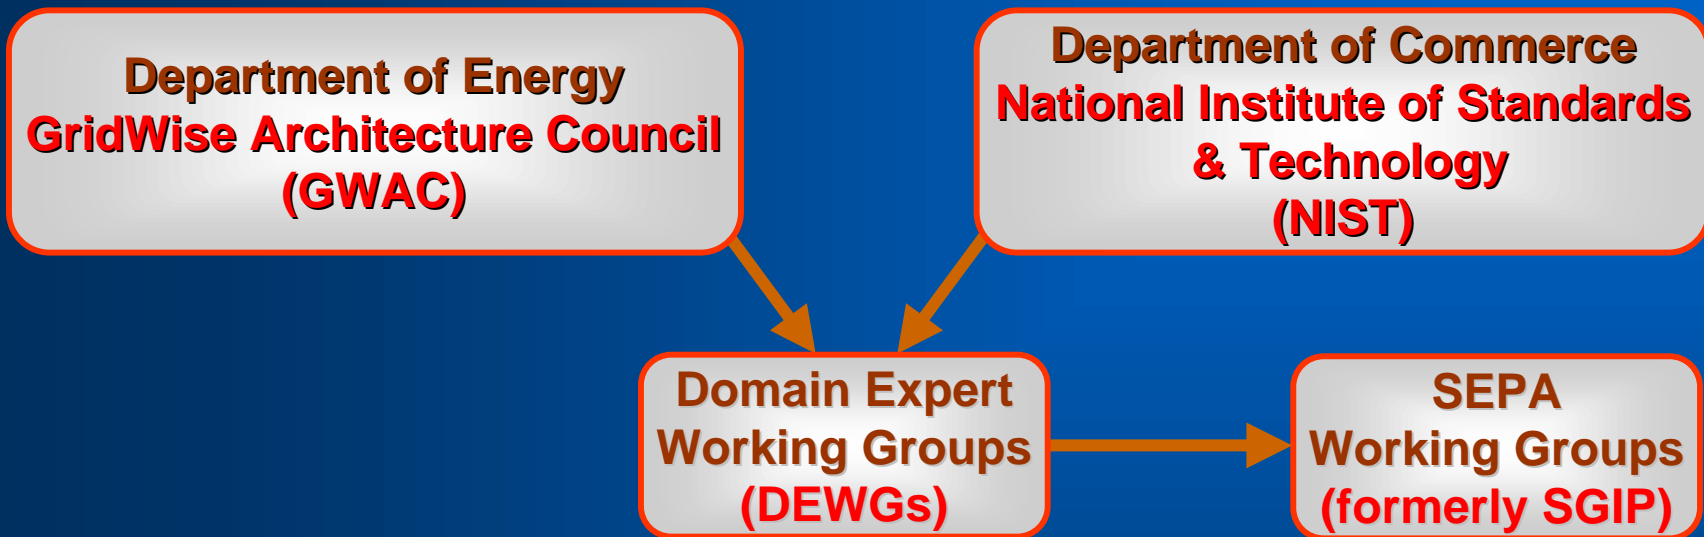 Department of Energy
GridWise Architecture Council
(GWAC)
Department of Commerce
National Institute of Standards
& Technology
(NIST)
Domain Expert
Working Groups
(DEWGs)
SEPA
Working Groups
(formerly SGIP)